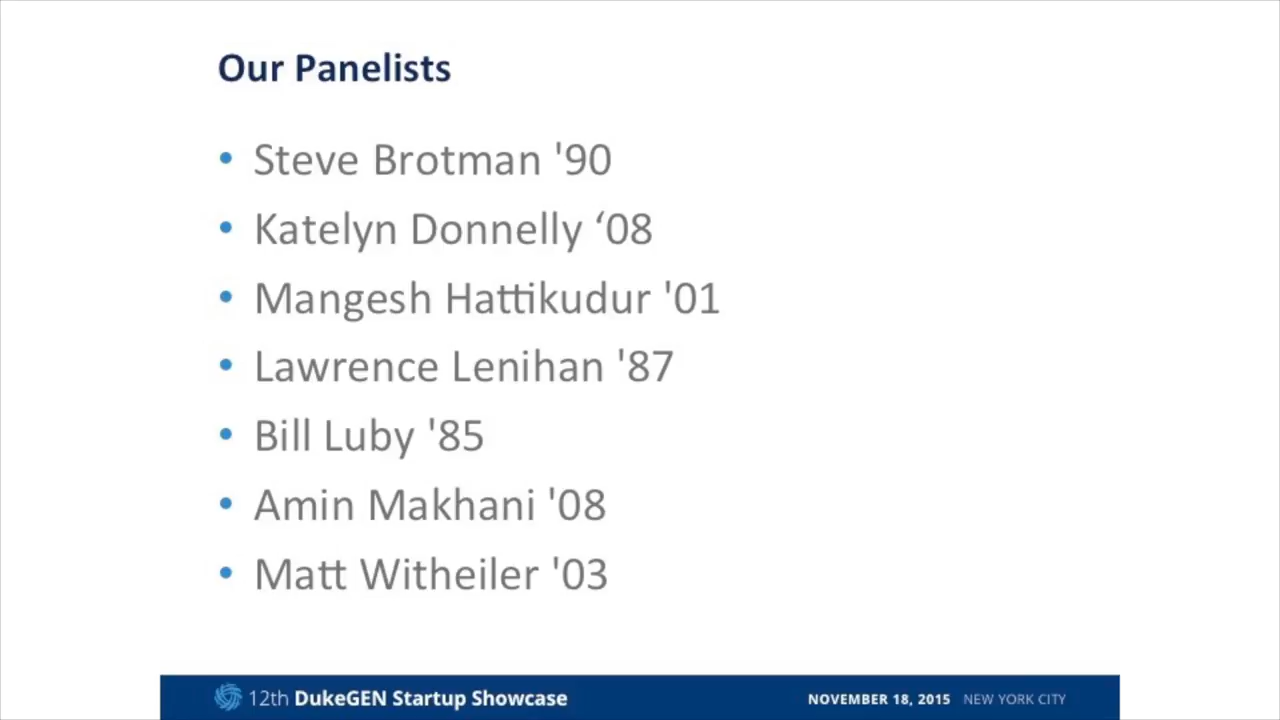 Our Panelists
• Steve Brotman '90
• Katelyn Donnelly ‘08
• Mangesh Hattikudur '01
• Lawrence Lenihan '87
• Bill Luby '85
• Amin Makhani '08
• Matt Witheiler '03
12th DukeGEN Startup Showcase NOVEMBER 18, 2015 NEW YORK CITY